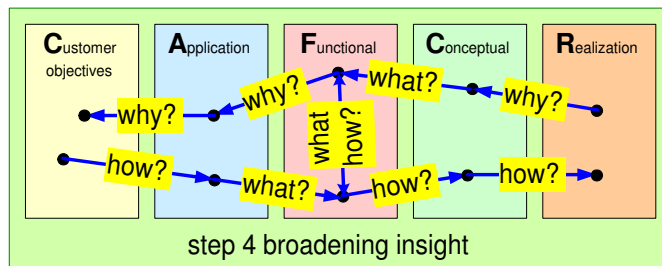 Customer objectives
Application
Functional
Conceptual
Realization
why?
why?
what?
why?
what
how?
how?
what?
how?
how?
step 4 broadening insight